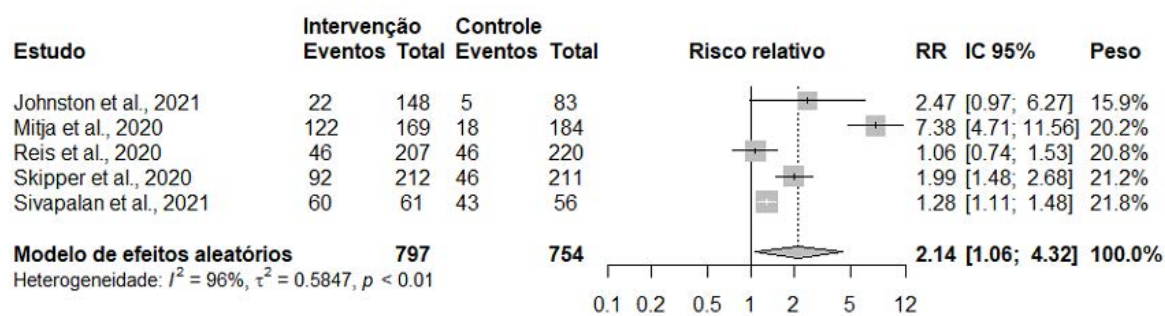 Intervenção Controle
Estudo Eventos Total Eventos Total Risco relativo RR IC 95% Peso
Johnston et al., 2021 22 148 5 83 2.47 [0.97; 6.27] 15.9%
Mitja et al., 2020 122 169 18 184 7.38 [4.71; 11.56] 20.2%
Reis et al., 2020 46 207 46 220 1.06 [0.74; 1.53] 20.8%
Skipper et al., 2020 92 212 46 211 1.99 [1.48; 2.68] 21.2%
Sivapalan et al., 2021 60 61 43 56 1.28 [1.11; 1.48] 21.8%
Modelo de efeitos aleatórios 797 754 2.14 [1.06; 4.32] 100.0%
Heterogeneidade: I² = 96%, τ² = 0.5847, p < 0.01
0.1 0.2 0.5 1 2 5 12